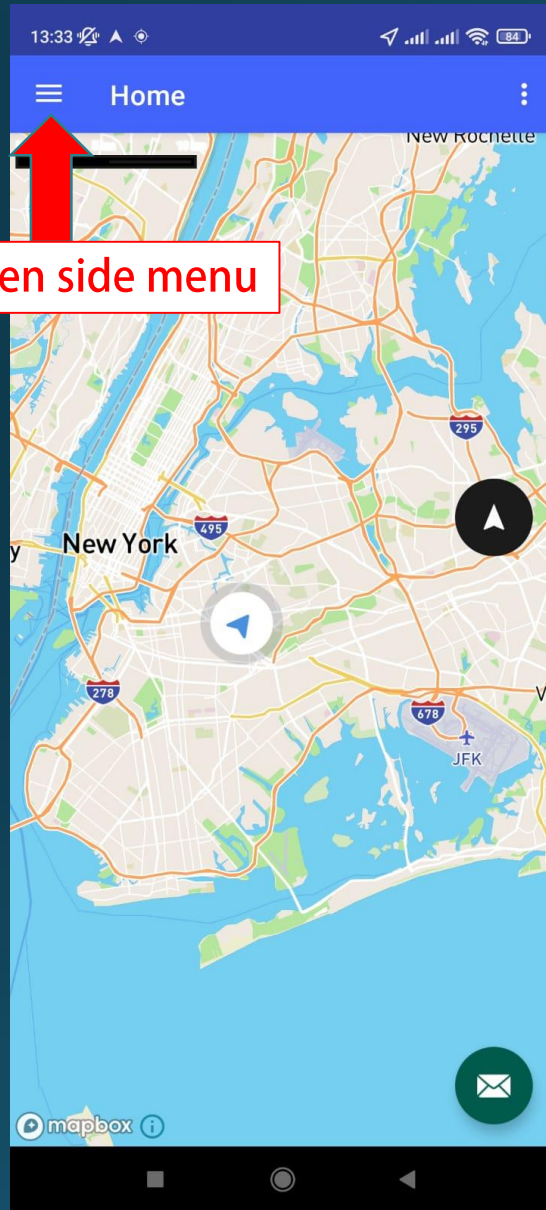 13:33
84
Home
New Rochelle
en side menu
295
495
New York
y
278
678
V
JFK
mapbox